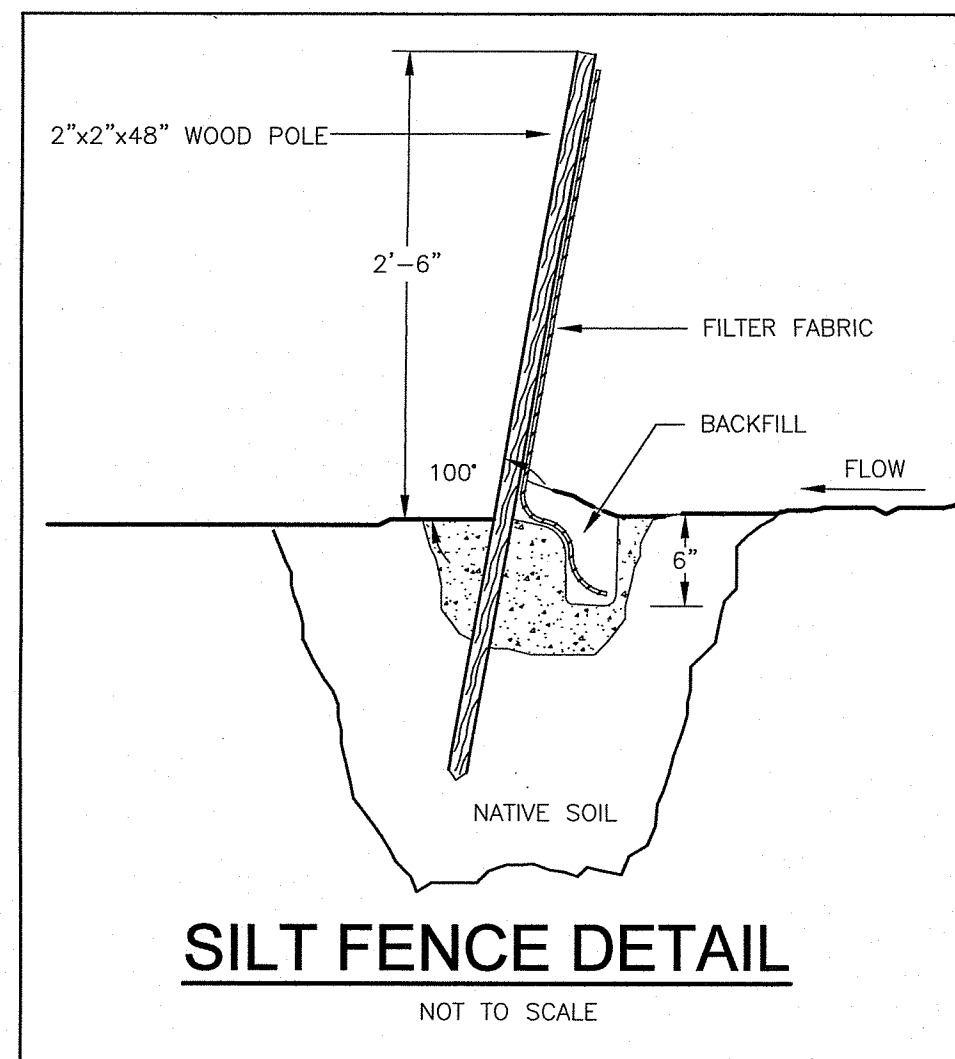 2”x2”x48” WOOD POLE
2’-6”
FILTER FABRIC
BACKFILL
100°
FLOW
6”
NATIVE SOIL
SILT FENCE DETAIL
NOT TO SCALE